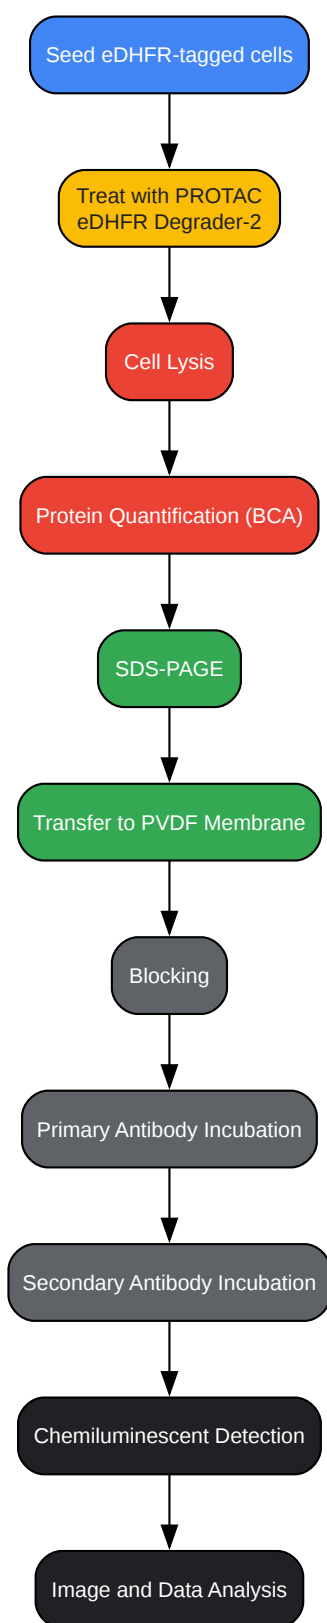 Seed eDHFR-tagged cells
Treat with PROTAC
eDHFR Degrader-2
Cell Lysis
Protein Quantification (BCA)
SDS-PAGE
Transfer to PVDF Membrane
Blocking
Primary Antibody Incubation
Secondary Antibody Incubation
Chemiluminescent Detection
Image and Data Analysis